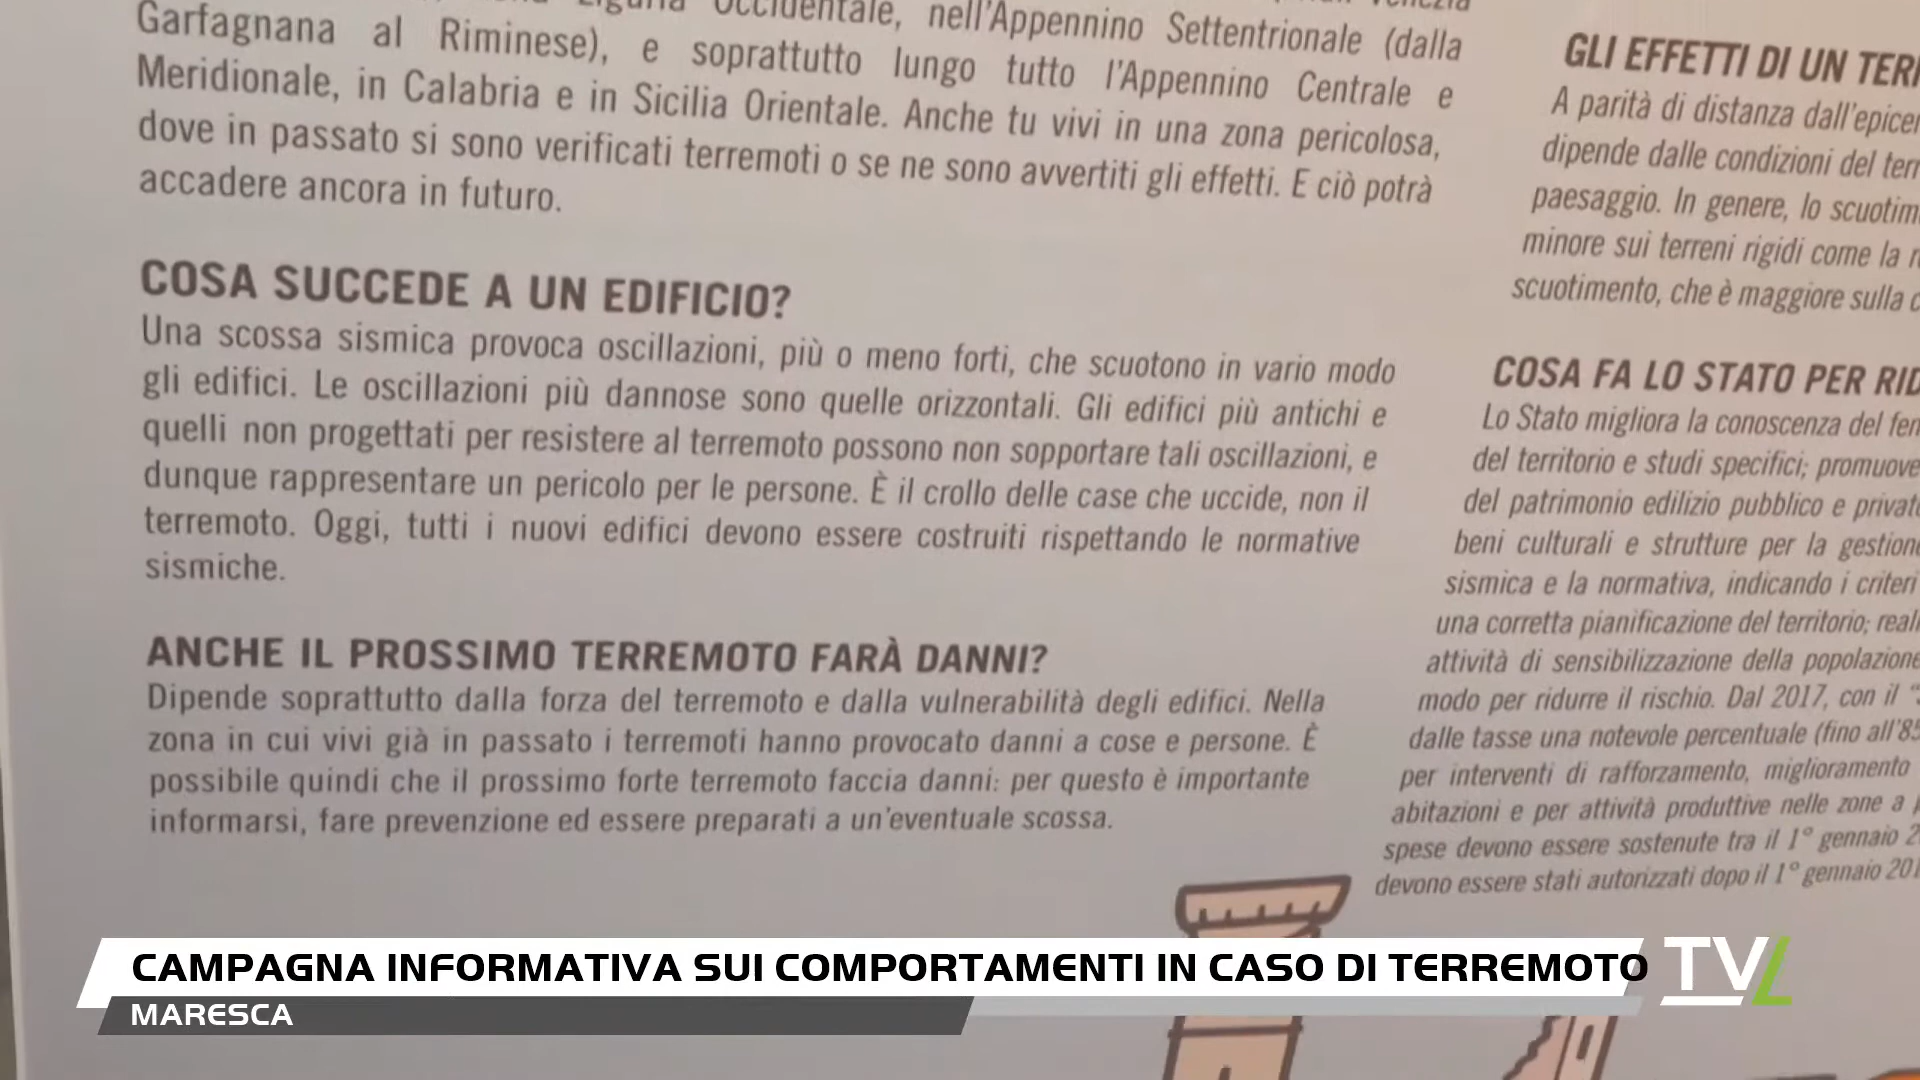 Occidentale, nell'Appennino Settentrionale (dalla
Garfagnana al Riminese), e soprattutto lungo tutto l'Appennino Centrale e
Meridionale, in Calabria e in Sicilia Orientale. Anche tu vivi in una zona pericolosa,
dove in passato si sono verificati terremoti o se ne sono avvertiti gli effetti. E ciò potrà
accadere ancora in futuro.
COSA SUCCEDE A UN EDIFICIO?
Una scossa sismica provoca oscillazioni, più o meno forti, che scuotono in vario modo
gli edifici. Le oscillazioni più dannose sono quelle orizzontali. Gli edifici più antichi e
quelli non progettati per resistere al terremoto possono non sopportare tali oscillazioni, e
dunque rappresentare un pericolo per le persone. È il crollo delle case che uccide, non il
terremoto. Oggi, tutti i nuovi edifici devono essere costruiti rispettando le normative
sismiche.
ANCHE IL PROSSIMO TERREMOTO FARÀ DANNI?
Dipende soprattutto dalla forza del terremoto e dalla vulnerabilità degli edifici. Nella
zona in cui vivi già in passato i terremoti hanno provocato danni a cose e persone. È
possibile quindi che il prossimo forte terremoto faccia danni: per questo è importante
informarsi, fare prevenzione ed essere preparati a un'eventuale scossa.
GLI EFFETTI DI UN
A parità di distanza
dipende dalle condizioni del
paesaggio. In genere, lo
minore sui terreni rigidi come la
scuotimento, che è maggiore sulla
COSA FA LO STATO PER
Lo Stato migliora la conoscenza del
del territorio e studi specifici; promuove
del patrimonio edilizio pubblico e
beni culturali e strutture per la gestione
sismica e la normativa, indicando i criteri
una corretta pianificazione del territorio;
attività di sensibilizzazione della popolazione
modo per ridurre il rischio. Dal 2017, con il
dalle tasse una notevole percentuale (fino
per interventi di rafforzamento, miglioramento
abitazioni e per attività produttive nelle zone a
spese devono essere sostenute tra il 1° gennaio
devono essere stati autorizzati dopo il 1° gennaio
CAMPAGNA INFORMATIVA SUI COMPORTAMENTI IN CASO DI TERREMOTO
TVL
MARESCA